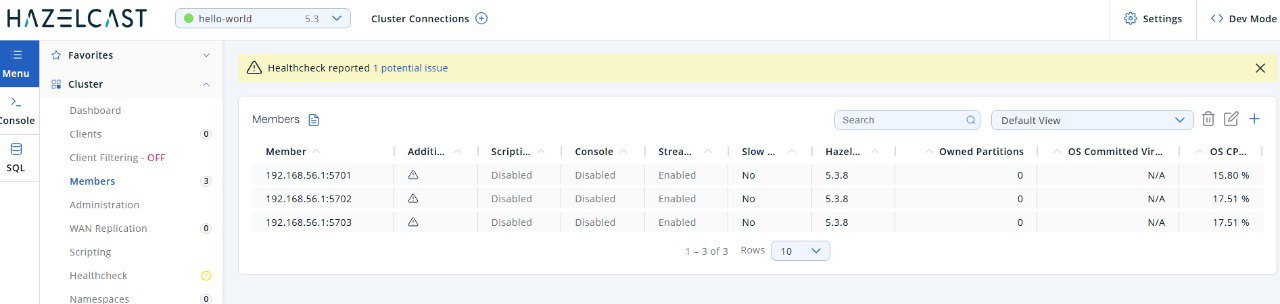 HAZELCAST
hello-world 5.3
Cluster Connections
Settings
Dev Mode
Menu
Console
SQL
Favorites
Cluster
Dashboard
Clients 0
Client Filtering - OFF
Members 3
Administration
WAN Replication 0
Scripting
Healthcheck
Namespaces 0
Healthcheck reported 1 potential issue
Members
Search
Default View
Member Additi... Scripti... Console Strea... Slow ... Hazel... Owned Partitions OS Committed Vir... OS CP...
192.168.56.1:5701 Disabled Disabled Enabled No 5.3.8 0 N/A 15.80 %
192.168.56.1:5702 Disabled Disabled Enabled No 5.3.8 0 N/A 17.51 %
192.168.56.1:5703 Disabled Disabled Enabled No 5.3.8 0 N/A 17.51 %
1 – 3 of 3 Rows 10